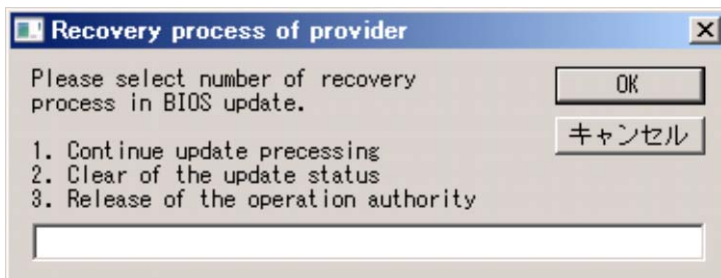 Recovery process of provider
Please select number of recovery
process in BIOS update.
OK
キャンセル
1. Continue update precessing
2. Clear of the update status
3. Release of the operation authority